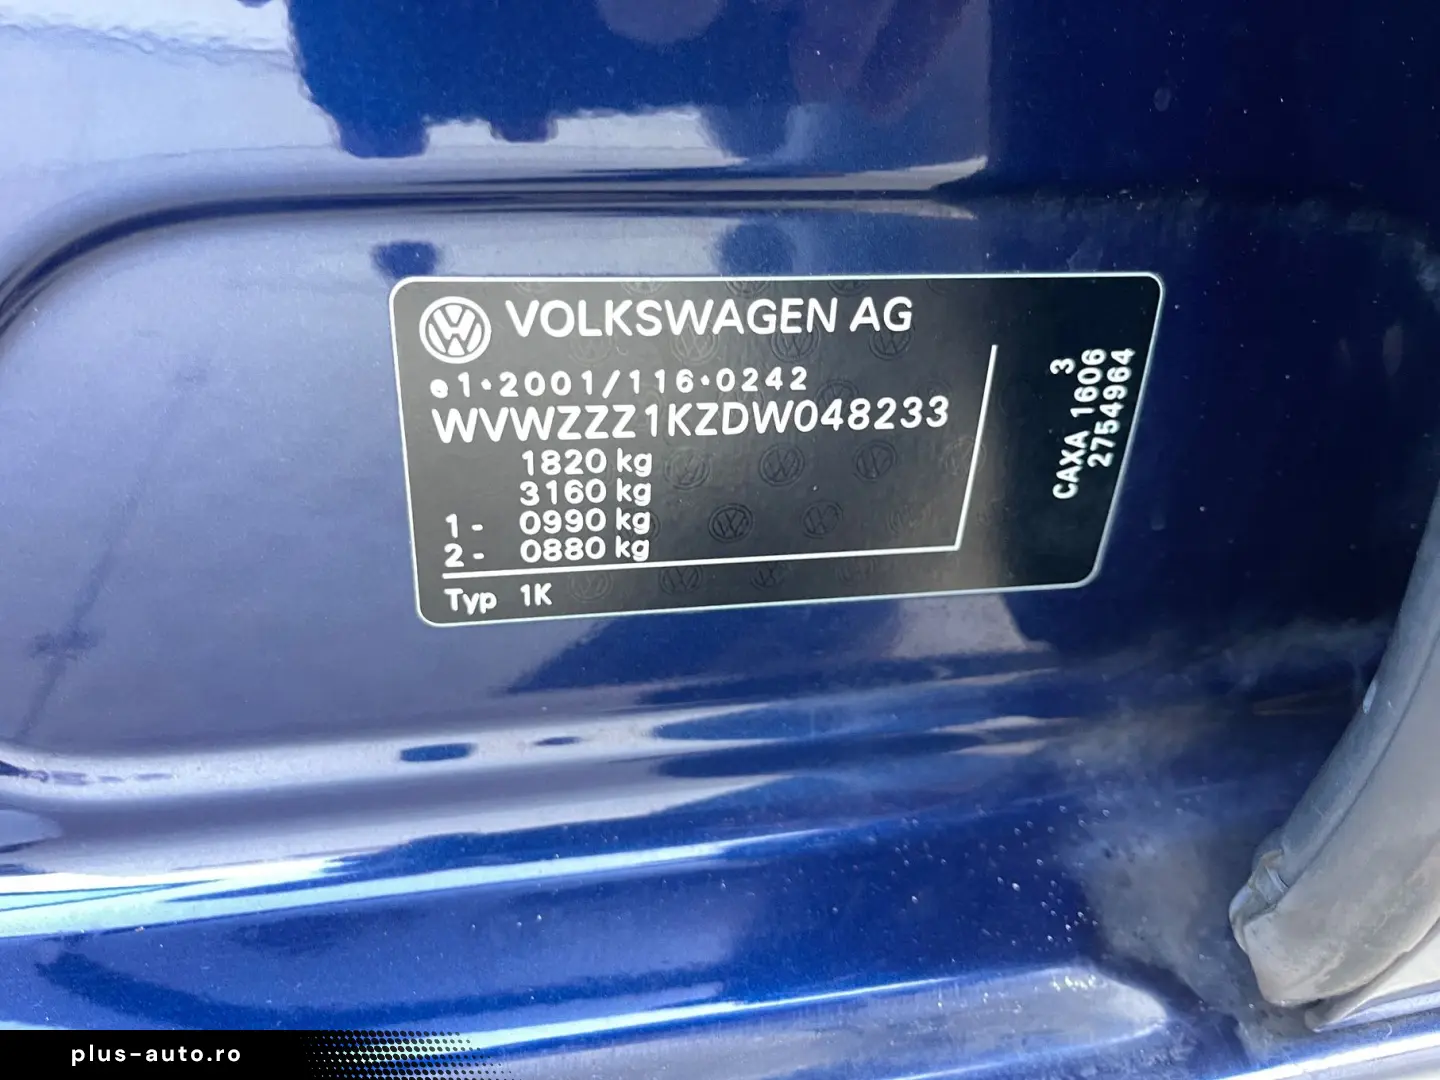 VOLKSWAGEN AG
e1*2001/116*0242
WVWZZZ1KZDW048233
1820 kg
3160 kg
1- 0990 kg
2- 0880 kg
Typ 1K
3
CAXA 1606
2754964
plus-auto.ro